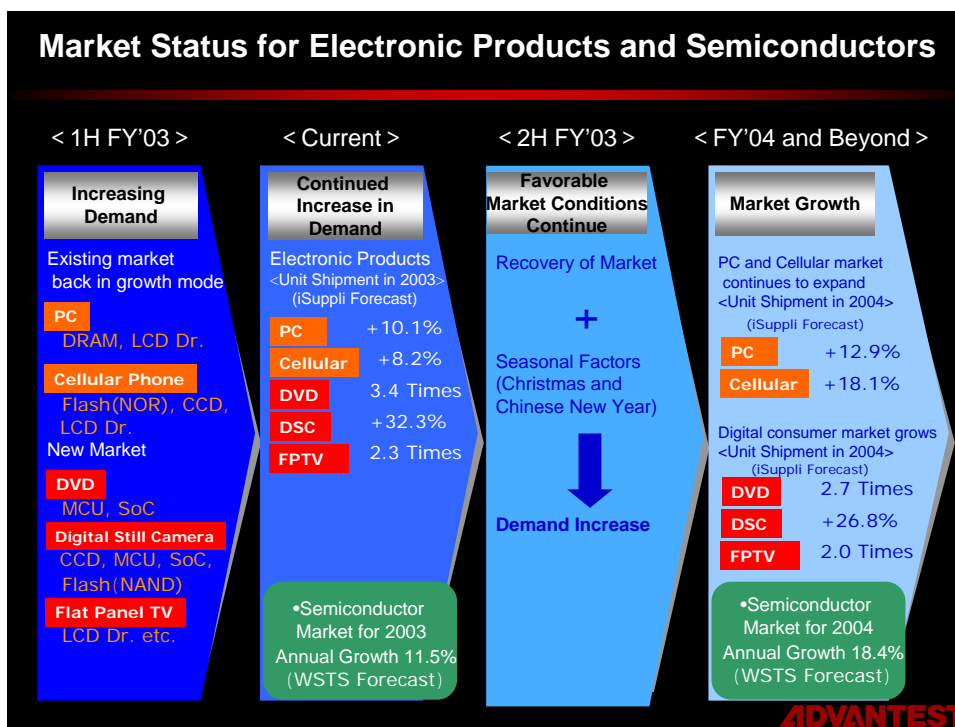 Market Status for Electronic Products and Semiconductors
< 1H FY'03 >
Increasing
Demand
Existing market
back in growth mode
PC
DRAM, LCD Dr.
Cellular Phone
Flash(NOR), CCD,
LCD Dr.
New Market
DVD
MCU, SoC
Digital Still Camera
CCD, MCU, SoC,
Flash(NAND)
Flat Panel TV
LCD Dr. etc.
< Current >
Continued
Increase in
Demand
Electronic Products
<Unit Shipment in 2003>
(iSuppli Forecast)
PC +10.1%
Cellular +8.2%
DVD 3.4 Times
DSC +32.3%
FPTV 2.3 Times
•Semiconductor
Market for 2003
Annual Growth 11.5%
(WSTS Forecast)
< 2H FY'03 >
Favorable
Market Conditions
Continue
Recovery of Market
+
Seasonal Factors
(Christmas and
Chinese New Year)
Demand Increase
< FY'04 and Beyond >
Market Growth
PC and Cellular market
continues to expand
<Unit Shipment in 2004>
(iSuppli Forecast)
PC +12.9%
Cellular +18.1%
Digital consumer market grows
<Unit Shipment in 2004>
(iSuppli Forecast)
DVD 2.7 Times
DSC +26.8%
FPTV 2.0 Times
•Semiconductor
Market for 2004
Annual Growth 18.4%
(WSTS Forecast)
ADVANTEST